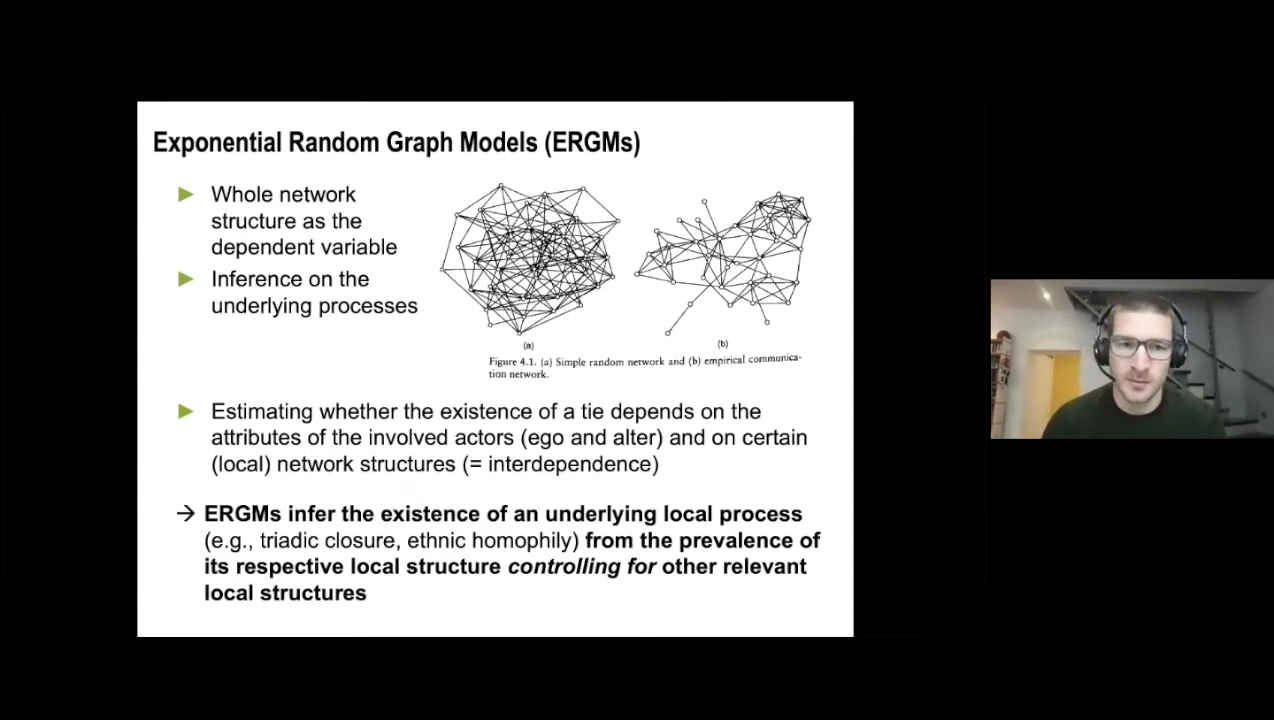 Exponential Random Graph Models (ERGMs)
Whole network
structure as the
dependent variable
Inference on the
underlying processes
(a)
(b)
Figure 4.1. (a) Simple random network and (b) empirical communica-
tion network.
Estimating whether the existence of a tie depends on the
attributes of the involved actors (ego and alter) and on certain
(local) network structures (= interdependence)
→ ERGMs infer the existence of an underlying local process
(e.g., triadic closure, ethnic homophily) from the prevalence of
its respective local structure controlling for other relevant
local structures